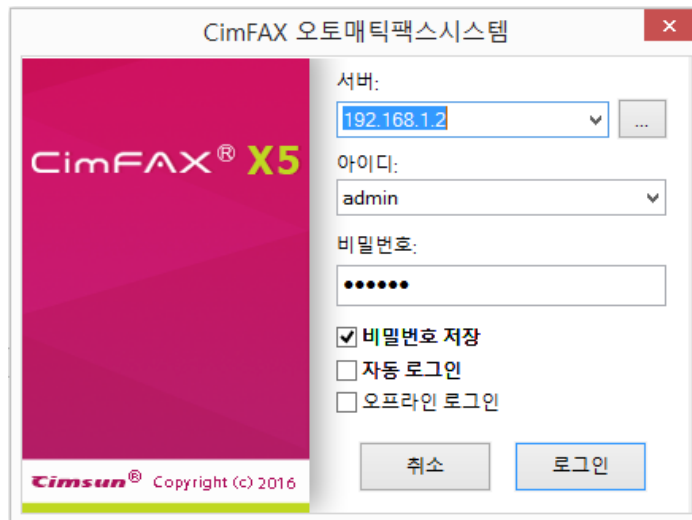 CimFAX 오토매틱팩스시스템
서버:
192.168.1.2
...
CimFAX® X5
아이디:
admin
비밀번호:
••••••
비밀번호 저장
자동 로그인
오프라인 로그인
취소
로그인
Cimsun® Copyright (c) 2016